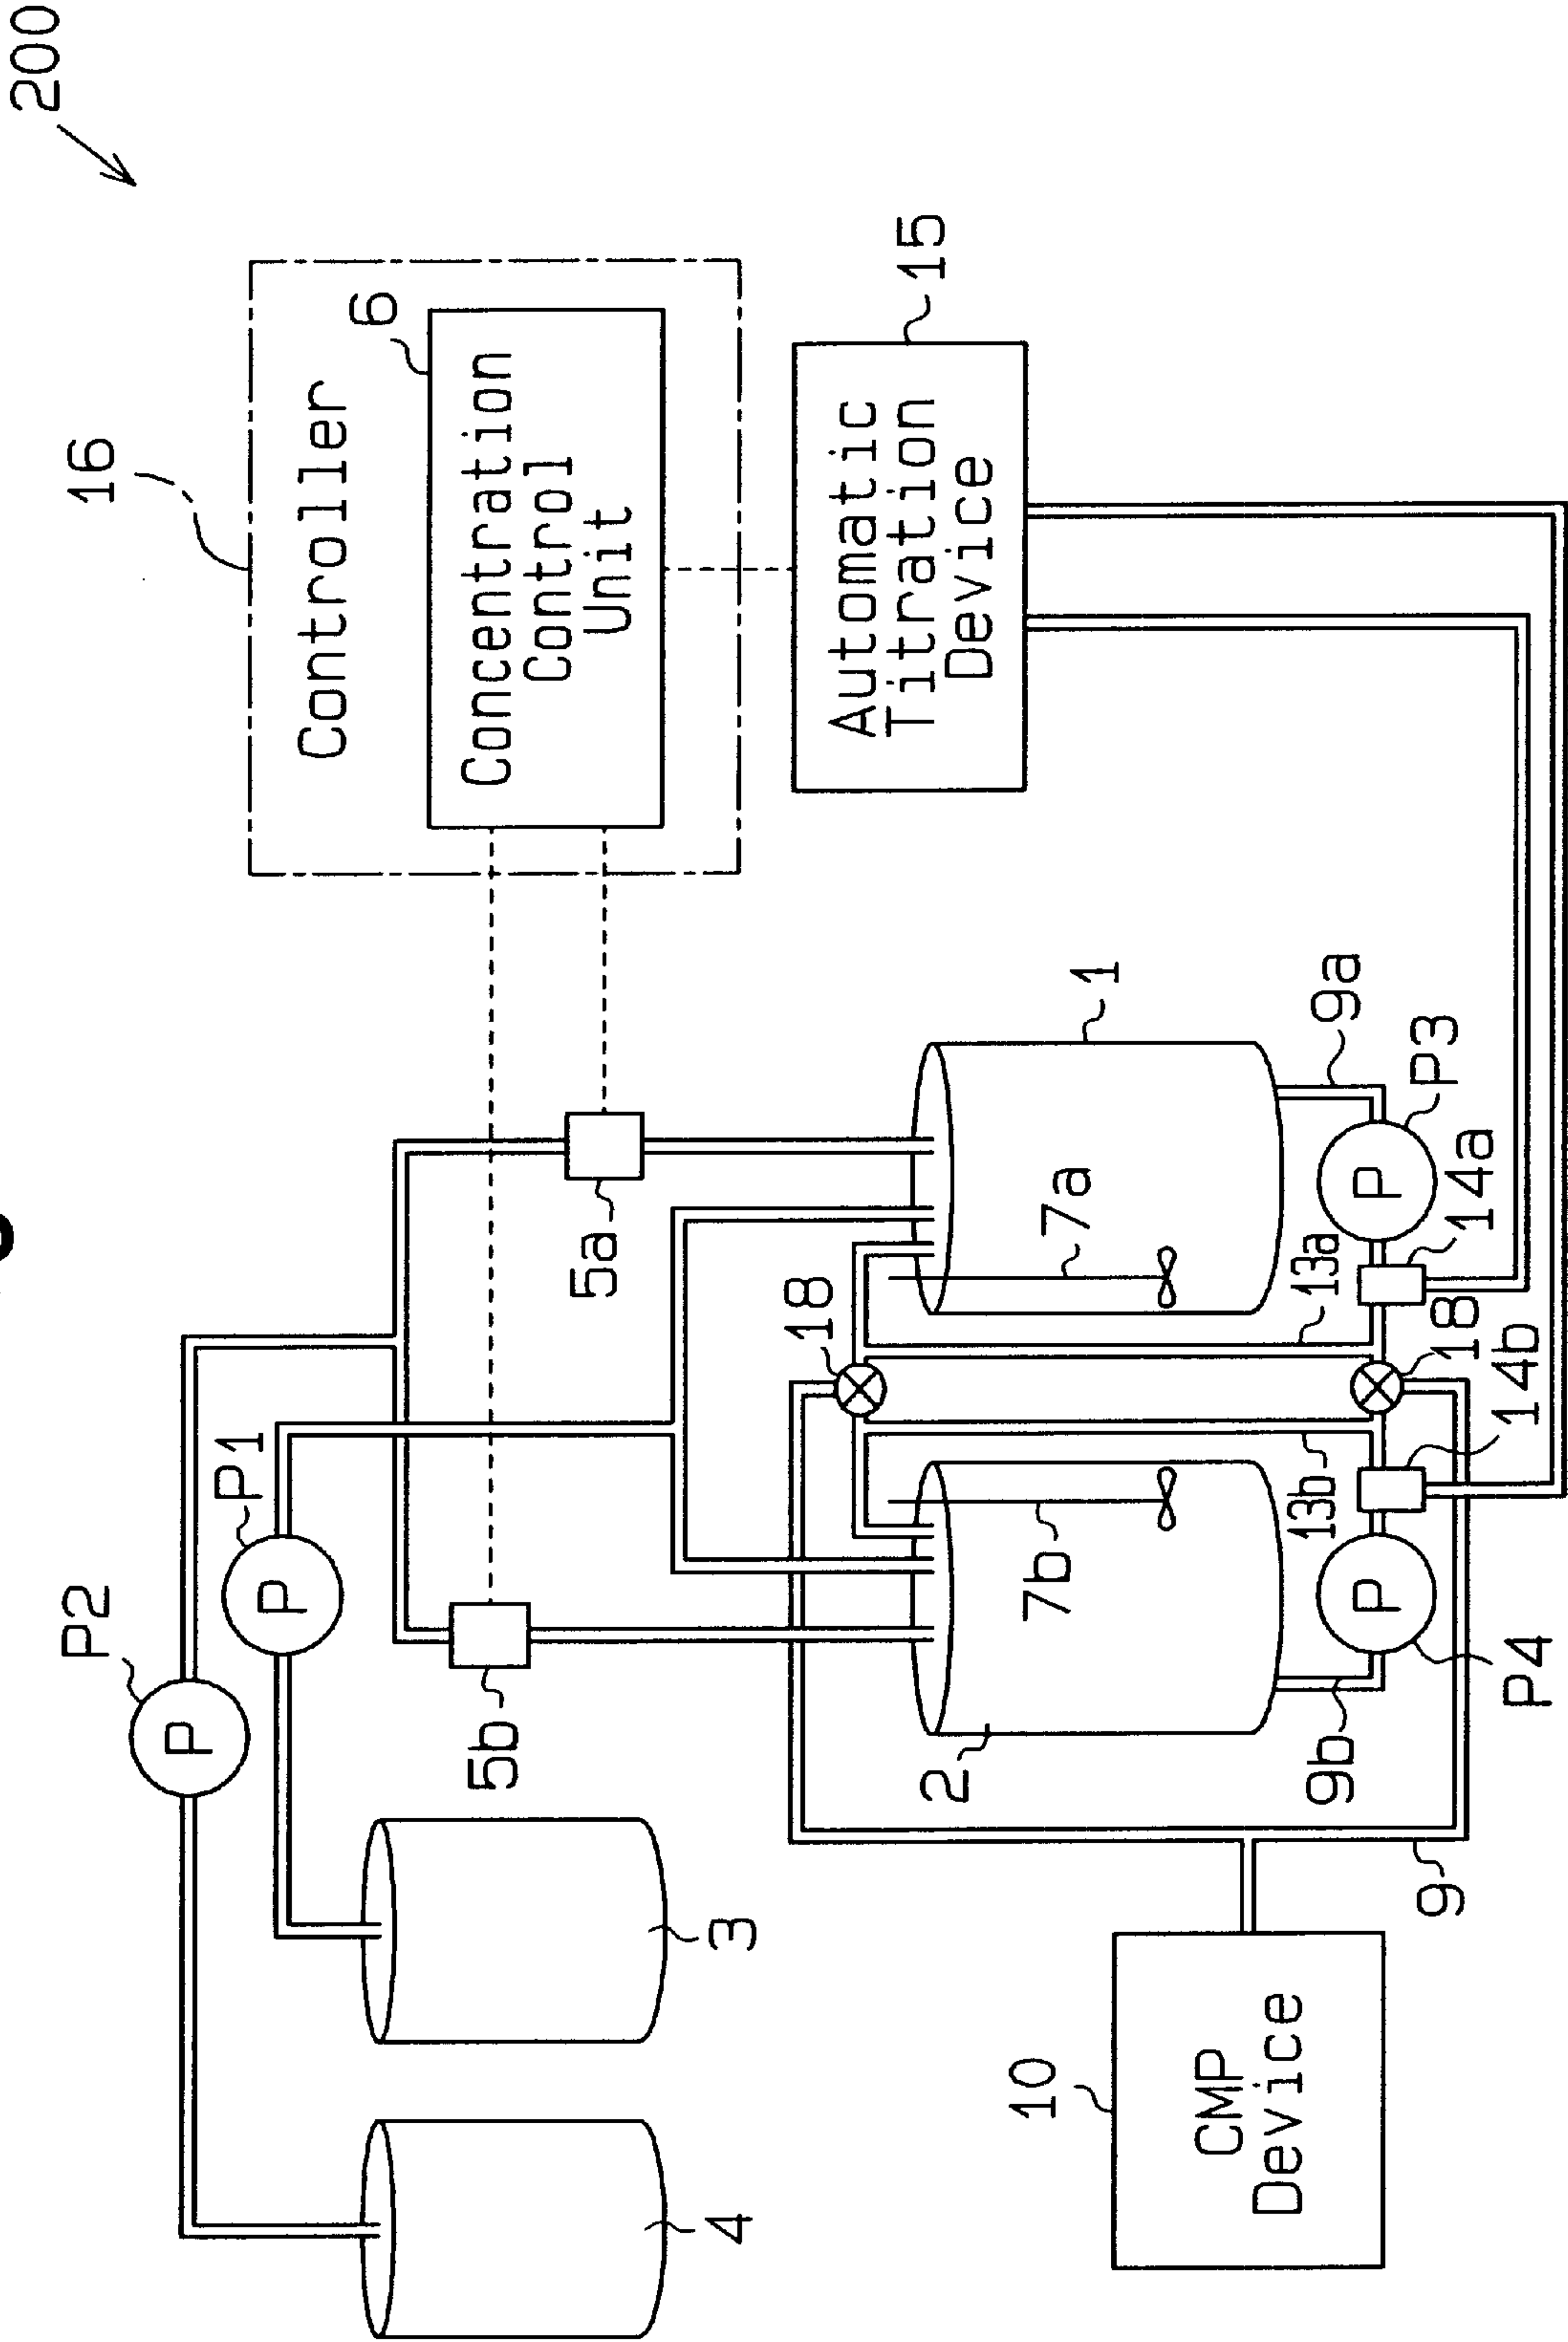 200
16
Controller
6
Concentration
Control
Unit
15
Automatic
Titration
Device
P2
P
P1
P
5a
5b
4
3
1
2
7a
7b
18
13a
13b
9a
P3
P
14a
18
14b
9b
P
P4
9
10
CMP
Device